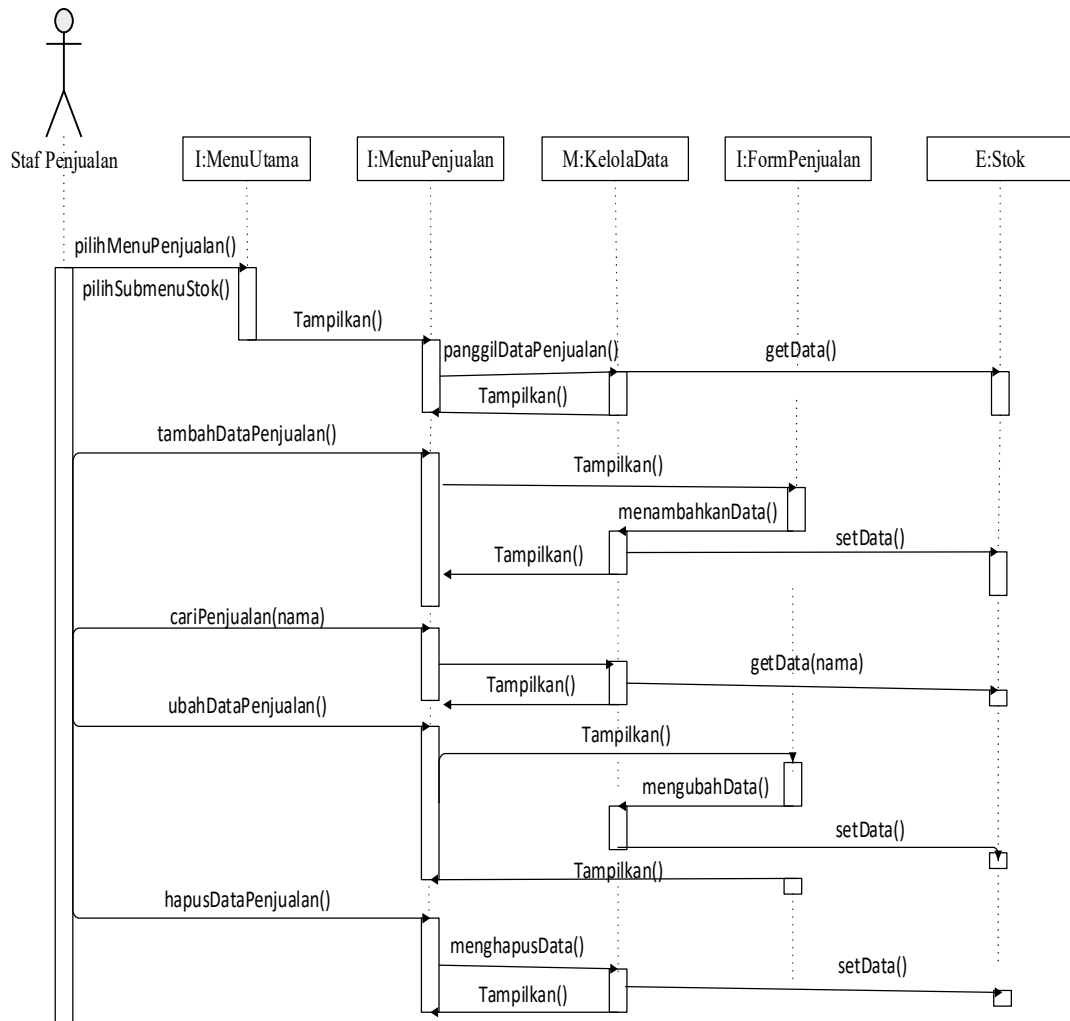 Staf Penjualan
I:MenuUtama
I:MenuPenjualan
M:KelolaData
I:FormPenjualan
E:Stok
pilihMenuPenjualan()
pilihSubmenuStok()
Tampilkan()
panggilDataPenjualan()
getData()
Tampilkan()
tambahDataPenjualan()
Tampilkan()
menambahkanData()
setData()
Tampilkan()
cariPenjualan(nama)
getData(nama)
Tampilkan()
ubahDataPenjualan()
Tampilkan()
mengubahData()
setData()
Tampilkan()
hapusDataPenjualan()
menghapusData()
setData()
Tampilkan()